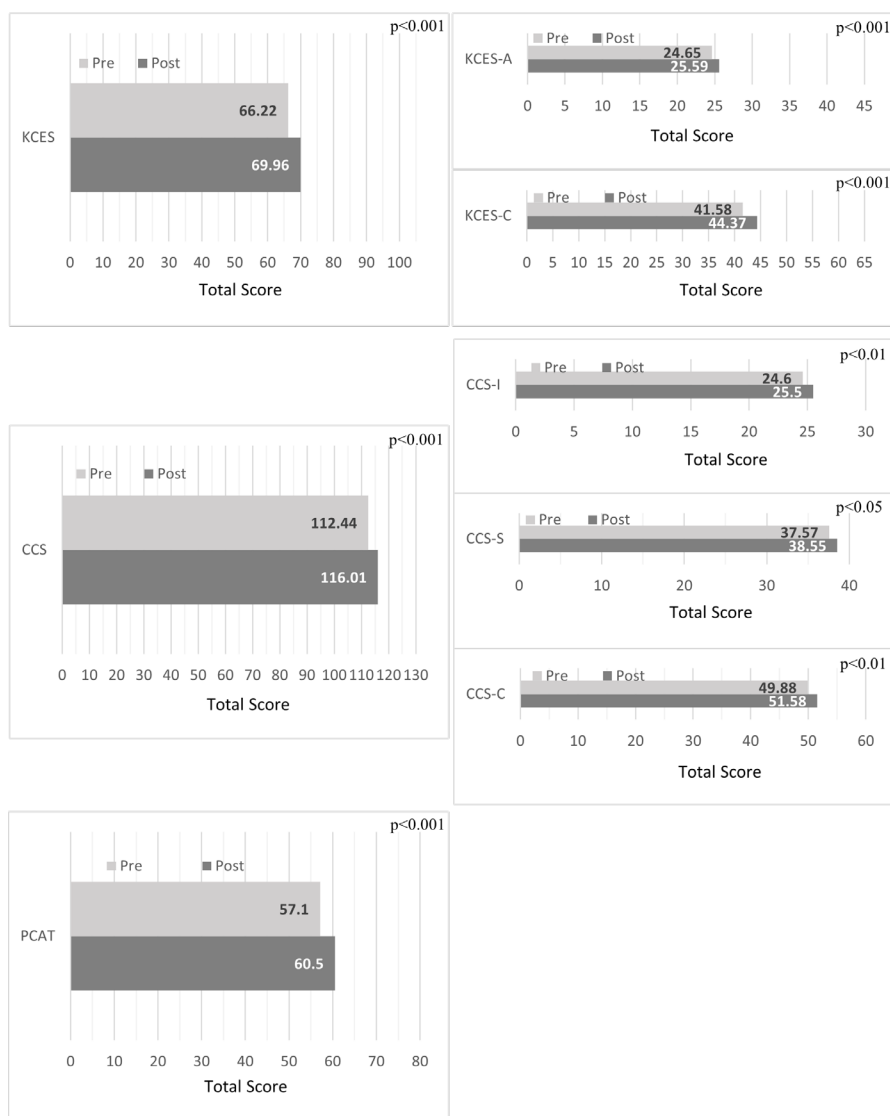 p<0.001
Pre Post
KCES
66.22
69.96
0 10 20 30 40 50 60 70 80 90 100
Total Score
p<0.001
Pre Post
KCES-A
24.65
25.59
0 5 10 15 20 25 30 35 40 45
Total Score
p<0.001
Pre Post
KCES-C
41.58
44.37
0 5 10 15 20 25 30 35 40 45 50 55 60 65
Total Score
p<0.01
Pre Post
CCS-I
24.6
25.5
0 5 10 15 20 25 30
Total Score
p<0.001
Pre Post
CCS
112.44
116.01
0 10 20 30 40 50 60 70 80 90 100 110 120 130
Total Score
p<0.05
Pre Post
CCS-S
37.57
38.55
0 10 20 30 40
Total Score
p<0.01
Pre Post
CCS-C
49.88
51.58
0 10 20 30 40 50 60
Total Score
p<0.001
Pre Post
PCAT
57.1
60.5
0 10 20 30 40 50 60 70 80
Total Score